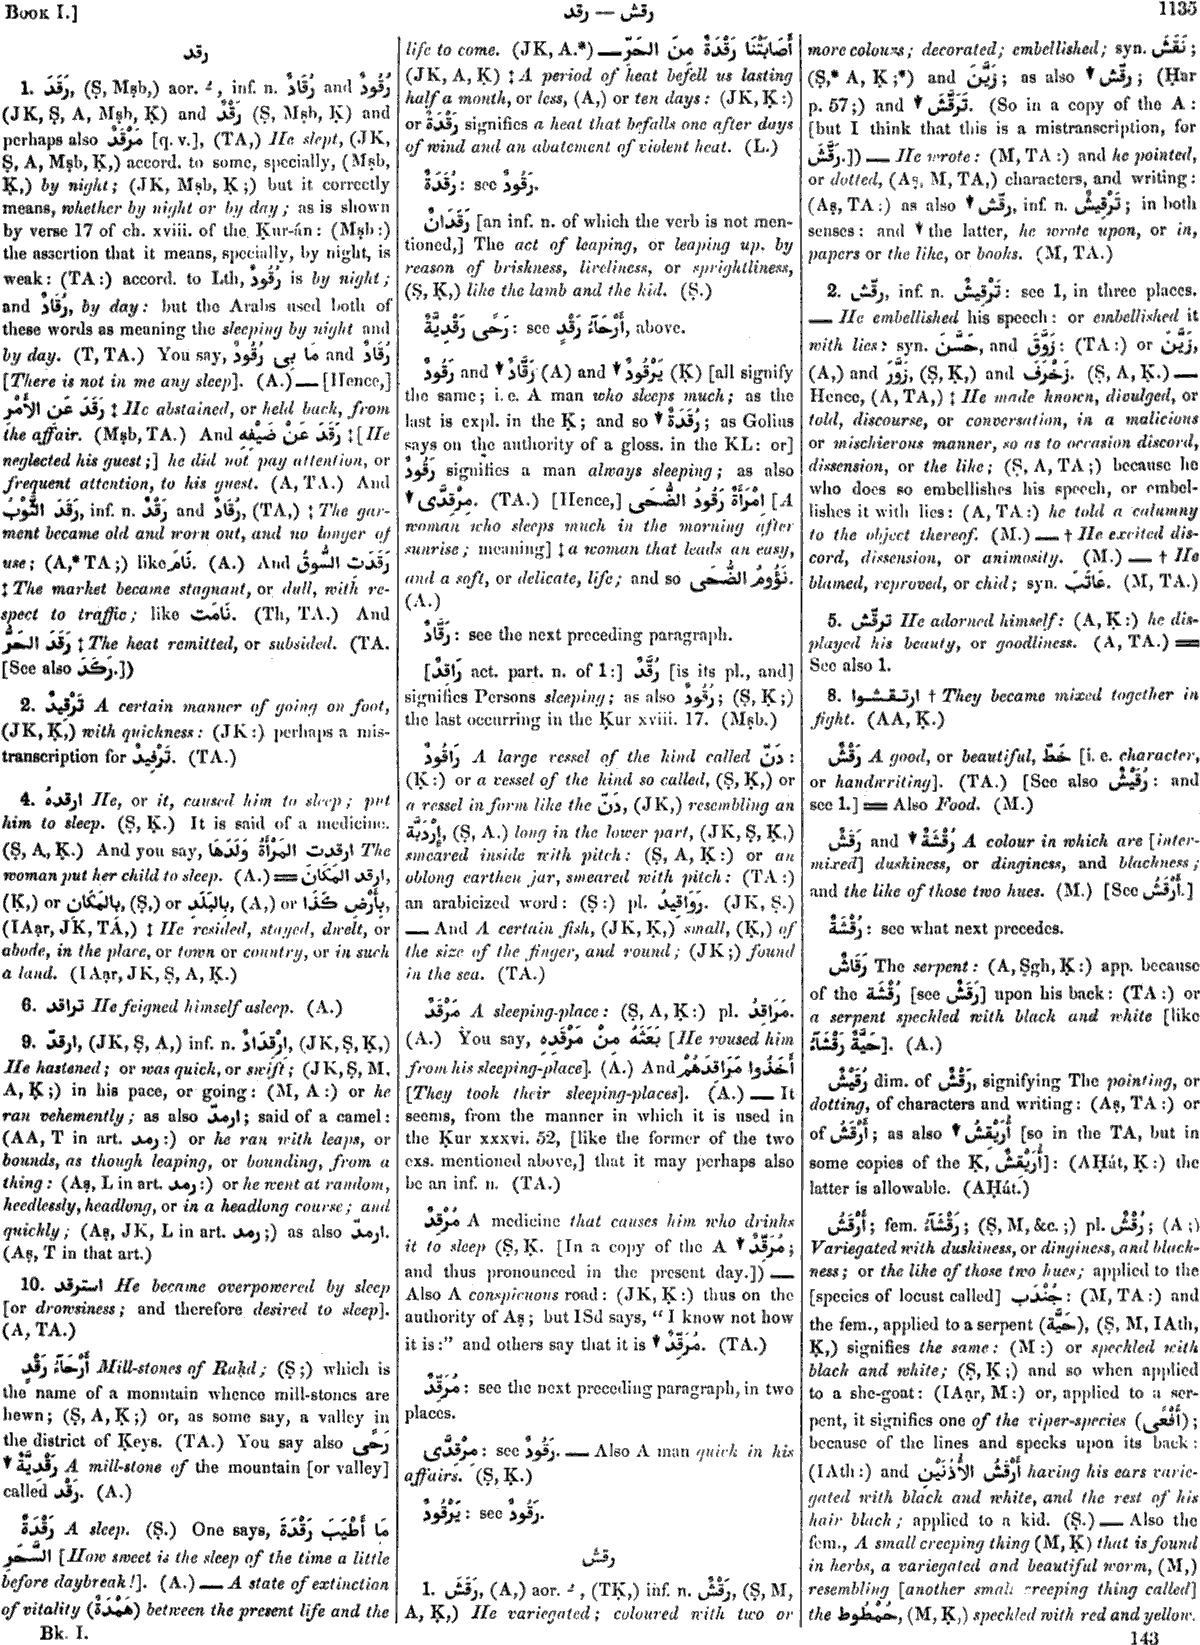 BOOK I.]
رقد — رقش
1135
رقد
1. رَقَدَ, (Ṣ, Mṣb,) aor. ـُ, inf. n. رُقَادٌ and رُقُودٌ
(JK, Ṣ, A, Mṣb, Ḳ) and رَقْدٌ (Ṣ, Mṣb, Ḳ) and
perhaps also مَرْقَدٌ [q. v.], (TA,) He slept, (JK,
Ṣ, A, Mṣb, Ḳ,) accord. to some, specially, (Mṣb,
Ḳ,) by night; (JK, Mṣb, Ḳ;) but it correctly
means, whether by night or by day; as is shown
by verse 17 of ch. xviii. of the Ḳur-án: (Mṣb:)
the assertion that it means, specially, by night, is
weak: (TA:) accord. to Lth, رُقُودٌ is by night;
and رُقَادٌ, by day: but the Arabs used both of
these words as meaning the sleeping by night and
by day. (T, TA.) You say, مَا بِى رُقُودٌ and رُقَادٌ
[There is not in me any sleep]. (A.) — [Hence,]
رَقَدَ عَنِ الأَمْرِ ‡ He abstained, or held back, from
the affair. (Mṣb, TA.) And رَقَدَ عَنْ ضَيْفِهِ ‡ [He
neglected his guest;] he did not pay attention, or
frequent attention, to his guest. (A, TA.) And
رَقَدَ الثَّوْبُ, inf. n. رَقْدٌ and رُقَادٌ, (TA,) ‡ The gar-
ment became old and worn out, and no longer of
use; (A,* TA;) like نَامَ. (A.) And رَقَدَتِ السُّوقُ
‡ The market became stagnant, or dull, with re-
spect to traffic; like نَامَت. (Th, TA.) And
رَقَدَ الحَرُّ ‡ The heat remitted, or subsided. (TA.
[See also رَكَدَ.])
2. تَرْقِيدٌ A certain manner of going on foot,
(JK, Ḳ,) with quickness: (JK:) perhaps a mis-
transcription for تَرْفِيدٌ. (TA.)
4. ارقدهُ He, or it, caused him to sleep; put
him to sleep. (Ṣ, Ḳ.) It is said of a medicine.
(Ṣ, A, Ḳ.) And you say, ارقدت المَرْأَةُ وَلَدَهَا The
woman put her child to sleep. (A.) = ارقد المَكَانَ,
(Ḳ,) or بِالمَكَانِ, (Ṣ,) or بِالبَلَدِ, (A,) or بِأَرْضِ كَذَا,
(IAạr, JK, TA,) ‡ He resided, stayed, dwelt, or
abode, in the place, or town or country, or in such
a land. (IAạr, JK, Ṣ, A, Ḳ.)
6. تراقد He feigned himself asleep. (A.)
9. ارقدّ, (JK, Ṣ, A,) inf. n. ارْقِدَادٌ, (JK, Ṣ, Ḳ,)
He hastened; or was quick, or swift; (JK, Ṣ, M,
A, Ḳ;) in his pace, or going: (M, A:) or he
ran vehemently; as also ارمدّ; said of a camel:
(AA, T in art. رمد:) or he ran with leaps, or
bounds, as though leaping, or bounding, from a
thing: (Aṣ, L in art. رمد:) or he went at random,
heedlessly, headlong, or in a headlong course; and
quickly; (Aṣ, JK, L in art. رمد;) as also ارمدّ.
(Aṣ, T in that art.)
10. استرقد He became overpowered by sleep
[or drowsiness; and therefore desired to sleep].
(A, TA.)
أَرْحَآءُ رَقْدٍ Mill-stones of Rukd; (Ṣ;) which is
the name of a mountain whence mill-stones are
hewn; (Ṣ, A, Ḳ;) or, as some say, a valley in
the district of Keys. (TA.) You say also رَحًى
▼ رَقْدِيَّةٌ A mill-stone of the mountain [or valley]
called رَقْد. (A.)
رَقْدَةٌ A sleep. (Ṣ.) One says, مَا أَطْيَبَ رَقْدَةَ
السَّحَرِ [How sweet is the sleep of the time a little
before daybreak!]. (A.) — A state of extinction
of vitality (هَمْدَةٌ) between the present life and the
Bk. I.
life to come. (JK, A.*) — أَصَابَتْنَا رَقْدَةٌ مِنَ الحَرِّ
(JK, A, Ḳ) ‡ A period of heat befell us lasting
half a month, or less, (A,) or ten days: (JK, Ḳ:)
or رَقْدَةٌ signifies a heat that befalls one after days
of wind and an abatement of violent heat. (L.)
رُقَدَةٌ: see رَقُودٌ.
رَقَدَانٌ [an inf. n. of which the verb is not men-
tioned,] The act of leaping, or leaping up, by
reason of briskness, liveliness, or sprightliness,
(Ṣ, Ḳ,) like the lamb and the kid. (Ṣ.)
رَحًى رَقْدِيَّةٌ: see أَرْحَآءُ رَقْدٍ, above.
رَقُودٌ and ▼ رَقَّادٌ (A) and ▼ يَرْقُودٌ (Ḳ) [all signify
the same; i. e. A man who sleeps much; as the
last is expl. in the Ḳ; and so ▼ رُقَدَةٌ; as Golius
says on the authority of a gloss. in the KL: or]
رَقُودٌ signifies a man always sleeping; as also
▼ مِرْقِدَّى. (TA.) [Hence,] امْرَأَةٌ رَقُودُ الضُّحَى [A
woman who sleeps much in the morning after
sunrise; meaning] ‡ a woman that leads an easy,
and a soft, or delicate, life; and so نَؤُومُ الضُّحَى.
(A.)
رَقَّادٌ: see the next preceding paragraph.
[رَاقِدٌ act. part. n. of 1:] رُقَّدٌ [is its pl., and]
signifies Persons sleeping; as also رُقُودٌ; (Ṣ, Ḳ;)
the last occurring in the Ḳur xviii. 17. (Mṣb.)
رَاقُودٌ A large vessel of the kind called دَنّ:
(Ḳ:) or a vessel of the kind so called, (Ṣ, Ḳ,) or
a vessel in form like the دَنّ, (JK,) resembling an
إِرْدَبَّة, (Ṣ, A.) long in the lower part, (JK, Ṣ, Ḳ,)
smeared inside with pitch: (Ṣ, A, Ḳ:) or an
oblong earthen jar, smeared with pitch: (TA:)
an arabicized word: (Ṣ:) pl. رَوَاقِيدُ. (JK, Ṣ.)
— And A certain fish, (JK, Ḳ,) small, (Ḳ,) of
the size of the finger, and round; (JK;) found
in the sea. (TA.)
مَرْقَدٌ A sleeping-place: (Ṣ, A, Ḳ:) pl. مَرَاقِدُ.
(A.) You say, بَعَثَهُ مِنْ مَرْقَدِهِ [He roused him
from his sleeping-place]. (A.) And أَخَذُوا مَرَاقِدَهُمْ
[They took their sleeping-places]. (A.) — It
seems, from the manner in which it is used in
the Ḳur xxxvi. 52, [like the former of the two
exs. mentioned above,] that it may perhaps also
be an inf. n. (TA.)
مُرْقِدٌ A medicine that causes him who drinks
it to sleep (Ṣ, Ḳ. [In a copy of the A ▼ مُرَقِّدٌ;
and thus pronounced in the present day.]) —
Also A conspicuous road: (JK, Ḳ:) thus on the
authority of Aṣ; but ISd says, “I know not how
it is:” and others say that it is ▼ مُرَقِّدٌ. (TA.)
مُرَقِّدٌ: see the next preceding paragraph, in two
places.
مِرْقِدَّى: see رَقُودٌ. — Also A man quick in his
affairs. (Ṣ, Ḳ.)
يَرْقُودٌ: see رَقُودٌ.
رقش
1. رَقَشَ, (A,) aor. ـُ, (TḲ,) inf. n. رَقْشٌ, (Ṣ, M,
A, Ḳ,) He variegated; coloured with two or
more colours; decorated; embellished; syn. نَقَشَ;
(Ṣ,* A, Ḳ;*) and زَيَّنَ; as also ▼ رقّش; (Ḥar
p. 57;) and ▼ تَرَقَّشَ. (So in a copy of the A:
[but I think that this is a mistranscription, for
رَقَّشَ.]) — He wrote: (M, TA:) and he pointed,
or dotted, (Aṣ, M, TA,) characters, and writing:
(Aṣ, TA:) as also ▼ رقّش, inf. n. تَرْقِيشٌ; in both
senses: and ▼ the latter, he wrote upon, or in,
papers or the like, or books. (M, TA.)
2. رقّش, inf. n. تَرْقِيشٌ: see 1, in three places.
— He embellished his speech: or embellished it
with lies: syn. حَسَّنَ, and زَوَّقَ: (TA:) or زَيَّنَ,
(A,) and زَوَّرَ, (Ṣ, Ḳ,) and زَخْرَفَ. (Ṣ, A, Ḳ.) —
Hence, (A, TA,) ‡ He made known, divulged, or
told, discourse, or conversation, in a malicious
or mischievous manner, so as to occasion discord,
dissension, or the like; (Ṣ, A, TA;) because he
who does so embellishes his speech, or embel-
lishes it with lies: (A, TA:) he told a calumny
to the object thereof. (M.) — † He excited dis-
cord, dissension, or animosity. (M.) — † He
blamed, reproved, or chid; syn. عَاتَبَ. (M, TA.)
5. ترقّش He adorned himself: (A, Ḳ:) he dis-
played his beauty, or goodliness. (A, TA.) =
See also 1.
8. ارتـقـشـوا † They became mixed together in
fight. (AA, Ḳ.)
رَقْشٌ A good, or beautiful, خَطّ [i. e. character,
or handwriting]. (TA.) [See also رُقَيْشٌ: and
see 1.] = Also Food. (M.)
رَقَشٌ and ▼ رُقْشَةٌ A colour in which are [inter-
mixed] duskiness, or dinginess, and blackness;
and the like of those two hues. (M.) [See أَرْقَشُ.]
رُقْشَةٌ: see what next precedes.
رَقَاشٌ The serpent: (A, Ṣgh, Ḳ:) app. because
of the رُقْشَة [see رَقَشٌ] upon his back: (TA:) or
a serpent speckled with black and white [like
حَيَّةٌ رَقْشَآءُ]. (A.)
رُقَيْشٌ dim. of رَقْشٌ, signifying The pointing, or
dotting, of characters and writing: (Aṣ, TA:) or
of أَرْقَشُ; as also ▼ أُرَيْقِشُ [so in the TA, but in
some copies of the Ḳ, أُرَيْقَشُ]: (AḤát, Ḳ:) the
latter is allowable. (AḤát.)
أَرْقَشُ; fem. رَقْشَآءُ; (Ṣ, M, &c.;) pl. رُقْشٌ; (A;)
Variegated with duskiness, or dinginess, and black-
ness; or the like of those two hues; applied to the
[species of locust called] جُنْدَب: (M, TA:) and
the fem., applied to a serpent (حَيَّة), (Ṣ, M, IAth,
Ḳ,) signifies the same: (M:) or speckled with
black and white; (Ṣ, Ḳ;) and so when applied
to a she-goat: (IAạr, M:) or, applied to a ser-
pent, it signifies one of the viper-species (أَفْعًى);
because of the lines and specks upon its back:
(IAth:) and أَرْقَشُ الأُذُنَيْنِ having his ears varie-
gated with black and white, and the rest of his
hair black; applied to a kid. (Ṣ.) — Also the
fem., A small creeping thing (M, Ḳ) that is found
in herbs, a variegated and beautiful worm, (M,)
resembling [another small creeping thing called]
the حُمْطُوط, (M, Ḳ,) speckled with red and yellow.
143